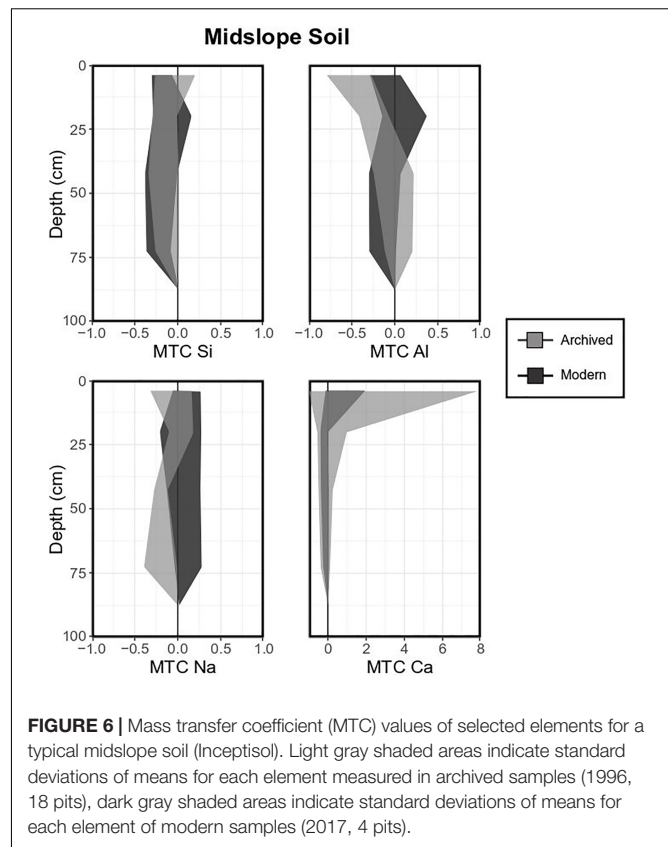 Midslope Soil
0
25
50
75
100
Depth (cm)
−1.0 −0.5 0.0 0.5 1.0
MTC Si
−1.0 −0.5 0.0 0.5 1.0
MTC Al
Archived
Modern
0
25
50
75
100
Depth (cm)
−1.0 −0.5 0.0 0.5 1.0
MTC Na
0 2 4 6 8
MTC Ca
FIGURE 6 | Mass transfer coefficient (MTC) values of selected elements for a
typical midslope soil (Inceptisol). Light gray shaded areas indicate standard
deviations of means for each element measured in archived samples (1996,
18 pits), dark gray shaded areas indicate standard deviations of means for
each element of modern samples (2017, 4 pits).